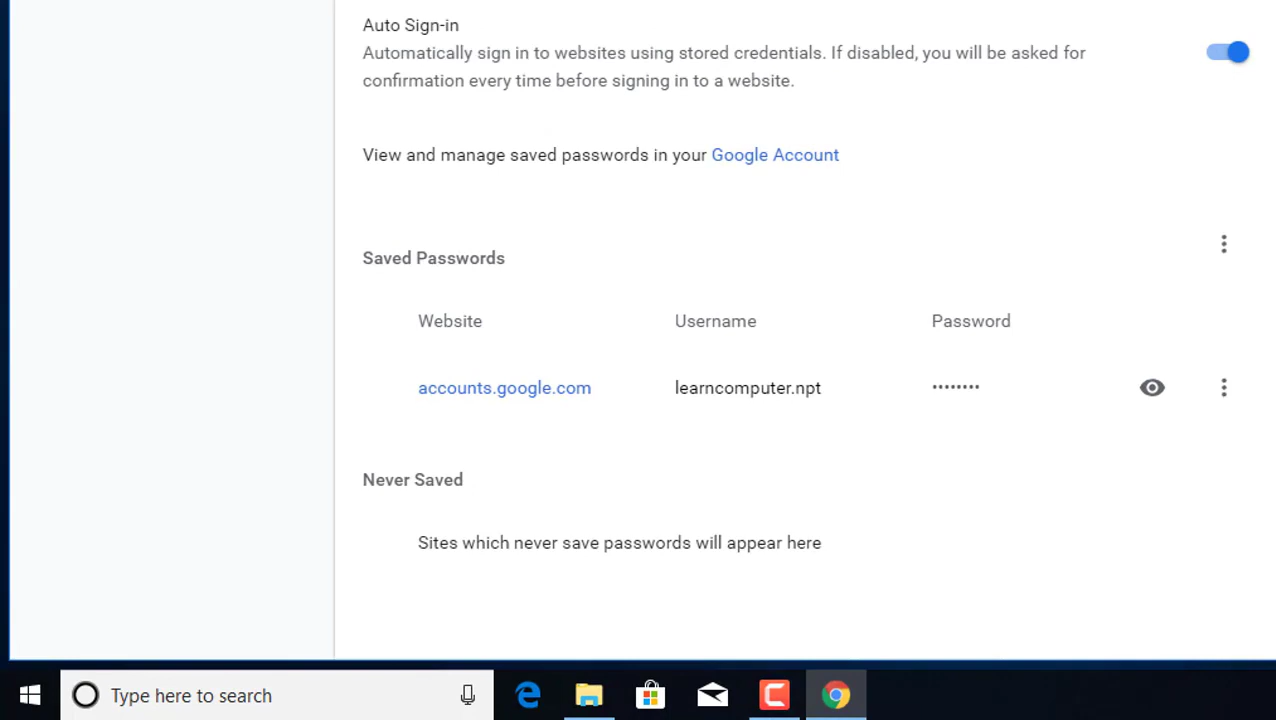 Auto Sign-in
Automatically sign in to websites using stored credentials. If disabled, you will be asked for
confirmation every time before signing in to a website.
View and manage saved passwords in your Google Account
Saved Passwords
Website Username Password
accounts.google.com learncomputer.npt ••••••••
Never Saved
Sites which never save passwords will appear here
Type here to search